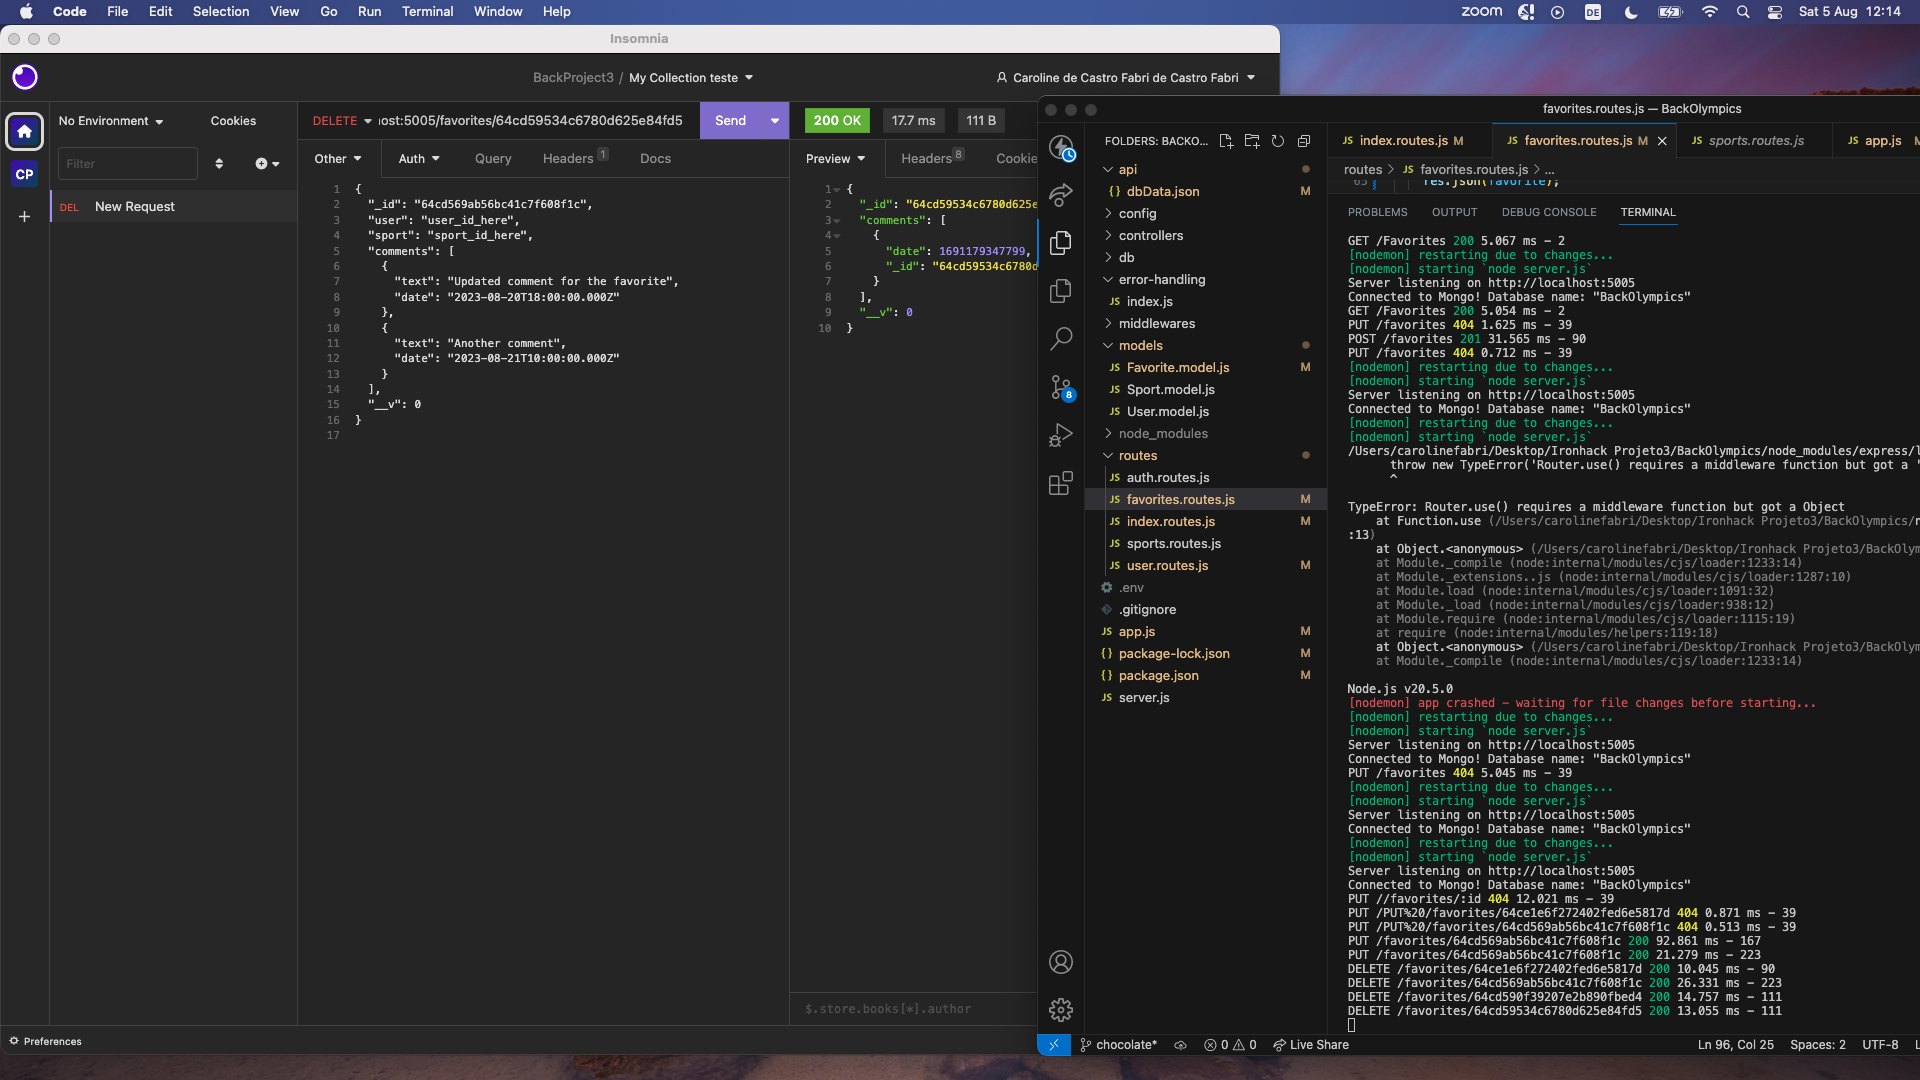 Code File Edit Selection View Go Run Terminal Window Help
zoom DE Sat 5 Aug 12:14
Insomnia
BackProject3 / My Collection teste
Caroline de Castro Fabri de Castro Fabri
No Environment Cookies
Filter
CP
DEL New Request
DELETE ost:5005/favorites/64cd59534c6780d625e84fd5 Send
200 OK 17.7 ms 111 B
Other Auth Query Headers 1 Docs
Preview Headers 8 Cookie
1 {
2 "_id": "64cd569ab56bc41c7f608f1c",
3 "user": "user_id_here",
4 "sport": "sport_id_here",
5 "comments": [
6 {
7 "text": "Updated comment for the favorite",
8 "date": "2023-08-20T18:00:00.000Z"
9 },
10 {
11 "text": "Another comment",
12 "date": "2023-08-21T10:00:00.000Z"
13 }
14 ],
15 "__v": 0
16 }
17
1 {
2 "_id": "64cd59534c6780d625e
3 "comments": [
4 {
5 "date": 1691179347799,
6 "_id": "64cd59534c6780d
7 }
8 ],
9 "__v": 0
10 }
$.store.books[*].author
Preferences
favorites.routes.js — BackOlympics
FOLDERS: BACKO...
api
dbData.json M
config
controllers
db
error-handling
index.js
middlewares
models
Favorite.model.js M
Sport.model.js
User.model.js
node_modules
routes
auth.routes.js
favorites.routes.js M
index.routes.js M
sports.routes.js
user.routes.js M
.env
.gitignore
app.js M
package-lock.json M
package.json M
server.js
8
index.routes.js M favorites.routes.js M sports.routes.js app.js M
routes > favorites.routes.js > ...
65 res.json(favorite);
PROBLEMS OUTPUT DEBUG CONSOLE TERMINAL
GET /Favorites 200 5.067 ms - 2
[nodemon] restarting due to changes...
[nodemon] starting `node server.js`
Server listening on http://localhost:5005
Connected to Mongo! Database name: "BackOlympics"
GET /Favorites 200 5.054 ms - 2
PUT /favorites 404 1.625 ms - 39
POST /favorites 201 31.565 ms - 90
PUT /favorites 404 0.712 ms - 39
[nodemon] restarting due to changes...
[nodemon] starting `node server.js`
Server listening on http://localhost:5005
Connected to Mongo! Database name: "BackOlympics"
[nodemon] restarting due to changes...
[nodemon] starting `node server.js`
/Users/carolinefabri/Desktop/Ironhack Projeto3/BackOlympics/node_modules/express/l
throw new TypeError('Router.use() requires a middleware function but got a '
^
TypeError: Router.use() requires a middleware function but got a Object
at Function.use (/Users/carolinefabri/Desktop/Ironhack Projeto3/BackOlympics/n
:13)
at Object.<anonymous> (/Users/carolinefabri/Desktop/Ironhack Projeto3/BackOlym
at Module._compile (node:internal/modules/cjs/loader:1233:14)
at Module._extensions..js (node:internal/modules/cjs/loader:1287:10)
at Module.load (node:internal/modules/cjs/loader:1091:32)
at Module._load (node:internal/modules/cjs/loader:938:12)
at Module.require (node:internal/modules/cjs/loader:1115:19)
at require (node:internal/modules/helpers:119:18)
at Object.<anonymous> (/Users/carolinefabri/Desktop/Ironhack Projeto3/BackOlym
at Module._compile (node:internal/modules/cjs/loader:1233:14)
Node.js v20.5.0
[nodemon] app crashed - waiting for file changes before starting...
[nodemon] restarting due to changes...
[nodemon] starting `node server.js`
Server listening on http://localhost:5005
Connected to Mongo! Database name: "BackOlympics"
PUT /favorites 404 5.045 ms - 39
[nodemon] restarting due to changes...
[nodemon] starting `node server.js`
Server listening on http://localhost:5005
Connected to Mongo! Database name: "BackOlympics"
[nodemon] restarting due to changes...
[nodemon] starting `node server.js`
Server listening on http://localhost:5005
Connected to Mongo! Database name: "BackOlympics"
PUT //favorites/:id 404 12.021 ms - 39
PUT /PUT%20/favorites/64ce1e6f272402fed6e5817d 404 0.871 ms - 39
PUT /PUT%20/favorites/64cd569ab56bc41c7f608f1c 404 0.513 ms - 39
PUT /favorites/64cd569ab56bc41c7f608f1c 200 92.861 ms - 167
PUT /favorites/64cd569ab56bc41c7f608f1c 200 21.279 ms - 223
DELETE /favorites/64ce1e6f272402fed6e5817d 200 10.045 ms - 90
DELETE /favorites/64cd569ab56bc41c7f608f1c 200 26.331 ms - 223
DELETE /favorites/64cd590f39207e2b890fbed4 200 14.757 ms - 111
DELETE /favorites/64cd59534c6780d625e84fd5 200 13.055 ms - 111
chocolate* 0 0 Live Share
Ln 96, Col 25 Spaces: 2 UTF-8 L